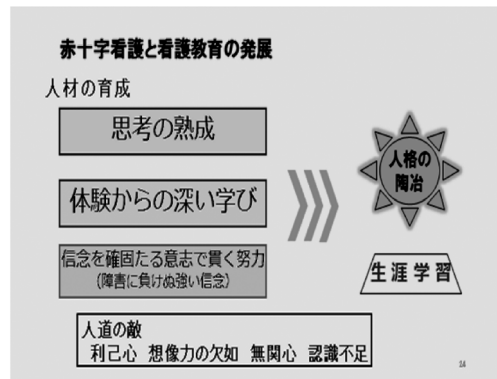 赤十字看護と看護教育の発展
人材の育成
思考の熟成
体験からの深い学び
信念を確固たる意志で貫く努力
(障害に負けぬ強い信念)
人格の
陶冶
生涯学習
人道の敵
利己心 想像力の欠如 無関心 認識不足
24